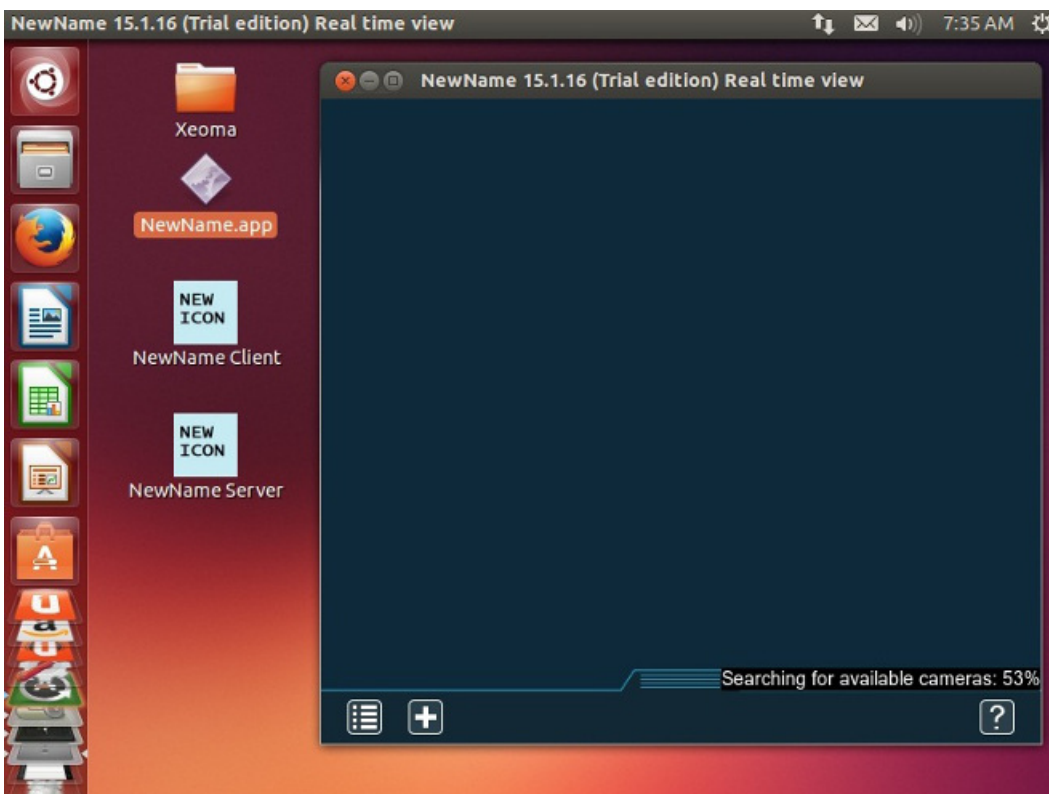 NewName 15.1.16 (Trial edition) Real time view
7:35 AM
Xeoma
NewName.app
NEW
ICON
NewName Client
NEW
ICON
NewName Server
NewName 15.1.16 (Trial edition) Real time view
Searching for available cameras: 53%
?